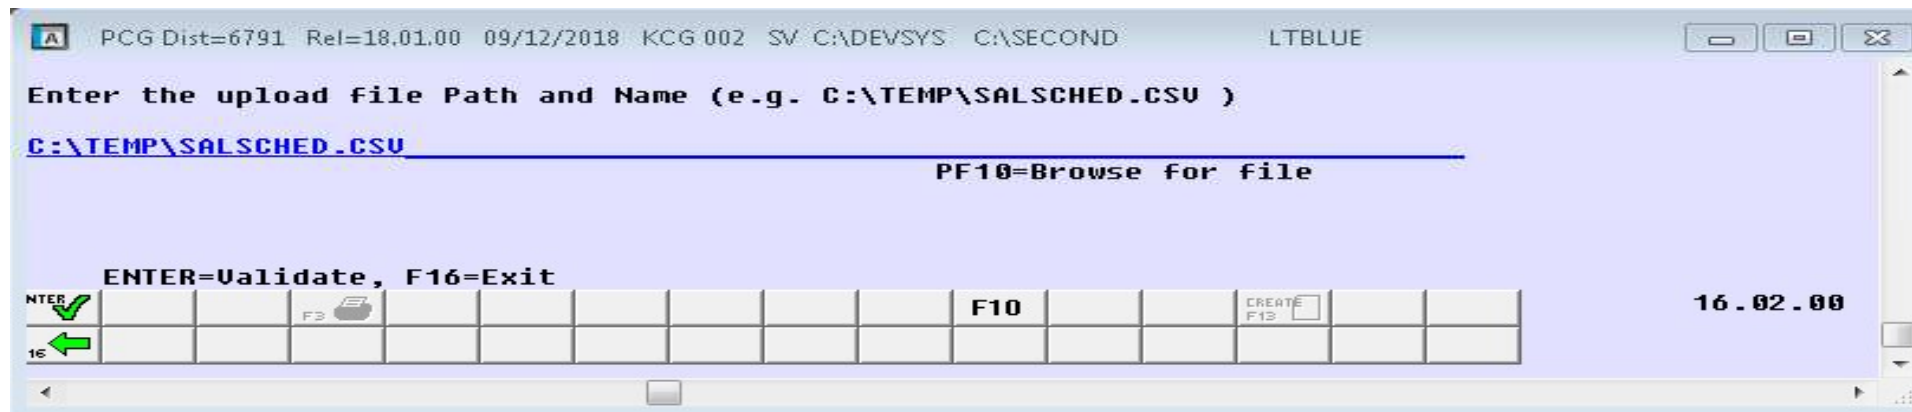 A PCG Dist=6791 Rel=18.01.00 09/12/2018 KCG 002 SV C:\DEVSYS C:\SECOND LTBLUE
Enter the upload file Path and Name (e.g. C:\TEMP\SALSCHED.CSV )
C:\TEMP\SALSCHED.CSV
PF10=Browse for file
ENTER=Validate, F16=Exit
NTER F3 F10 CREATE F13 16.02.00
16